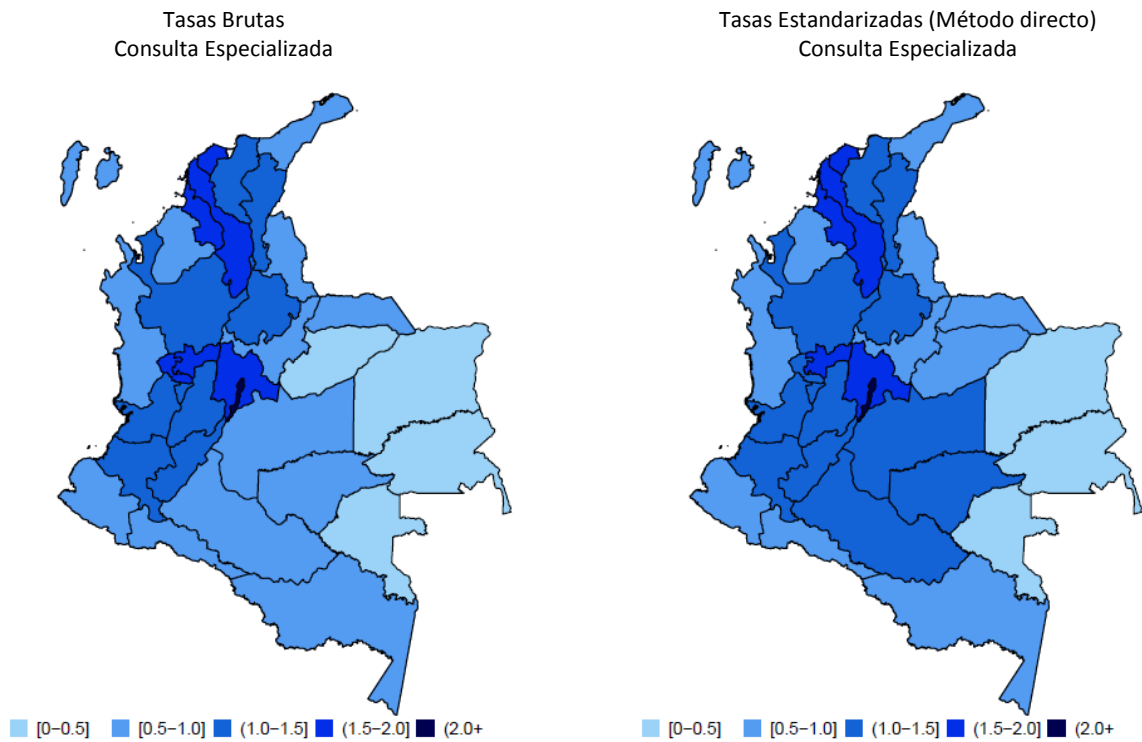 Tasas Brutas
Consulta Especializada
Tasas Estandarizadas (Método directo)
Consulta Especializada
[0−0.5] [0.5−1.0] (1.0−1.5] (1.5−2.0] (2.0+
[0−0.5] [0.5−1.0] (1.0−1.5] (1.5−2.0] (2.0+